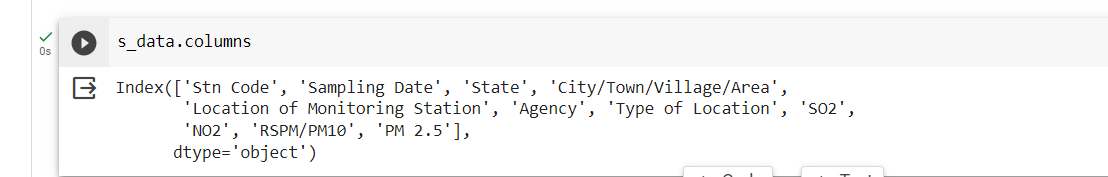 s_data.columns
0s
Index(['Stn Code', 'Sampling Date', 'State', 'City/Town/Village/Area',
'Location of Monitoring Station', 'Agency', 'Type of Location', 'SO2',
'NO2', 'RSPM/PM10', 'PM 2.5'],
dtype='object')